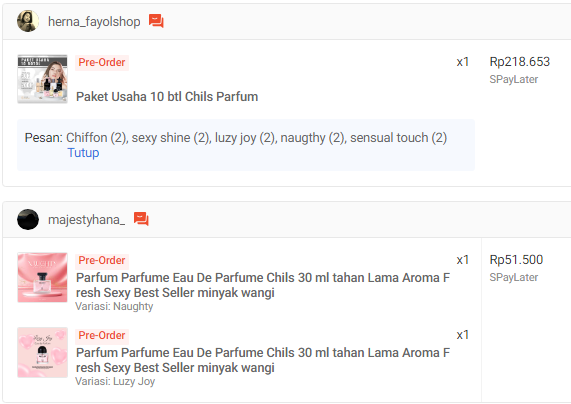 herna_fayolshop
Pre-Order
x1
Rp218.653
SPayLater
PAKET USAHA
Paket Usaha 10 btl Chils Parfum
Pesan: Chiffon (2), sexy shine (2), luzy joy (2), naugthy (2), sensual touch (2)
Tutup
majestyhana_
Pre-Order
x1
Rp51.500
SPayLater
Parfum Parfume Eau De Parfume Chils 30 ml tahan Lama Aroma F
resh Sexy Best Seller minyak wangi
Variasi: Naughty
Pre-Order
x1
Parfum Parfume Eau De Parfume Chils 30 ml tahan Lama Aroma F
resh Sexy Best Seller minyak wangi
Variasi: Luzy Joy